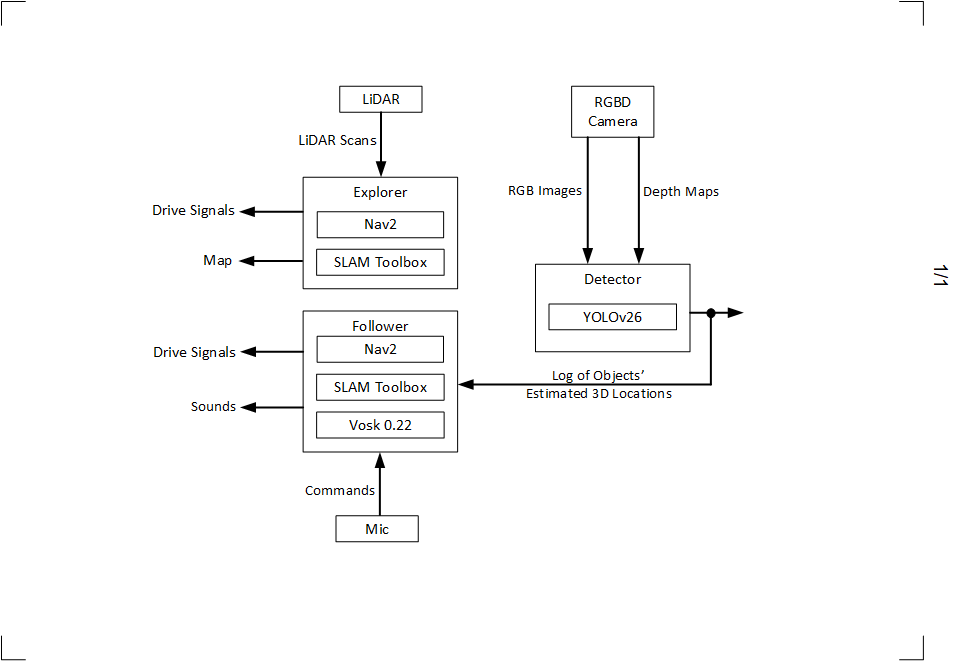 LiDAR
LiDAR Scans
Explorer
Nav2
SLAM Toolbox
Drive Signals
Map
RGBD
Camera
RGB Images
Depth Maps
Detector
YOLOv26
Follower
Nav2
SLAM Toolbox
Vosk 0.22
Drive Signals
Sounds
Log of Objects’
Estimated 3D Locations
Commands
Mic
1/1